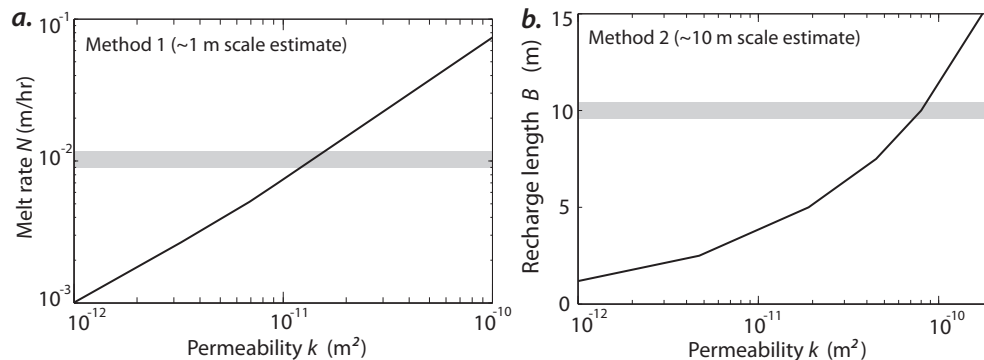 a.
Method 1 (~1 m scale estimate)
10⁻¹
10⁻²
10⁻³
Melt rate N (m/hr)
10⁻¹² 10⁻¹¹ 10⁻¹⁰
Permeability k (m²)
b.
Method 2 (~10 m scale estimate)
15
10
5
0
Recharge length B (m)
10⁻¹² 10⁻¹¹ 10⁻¹⁰
Permeability k (m²)